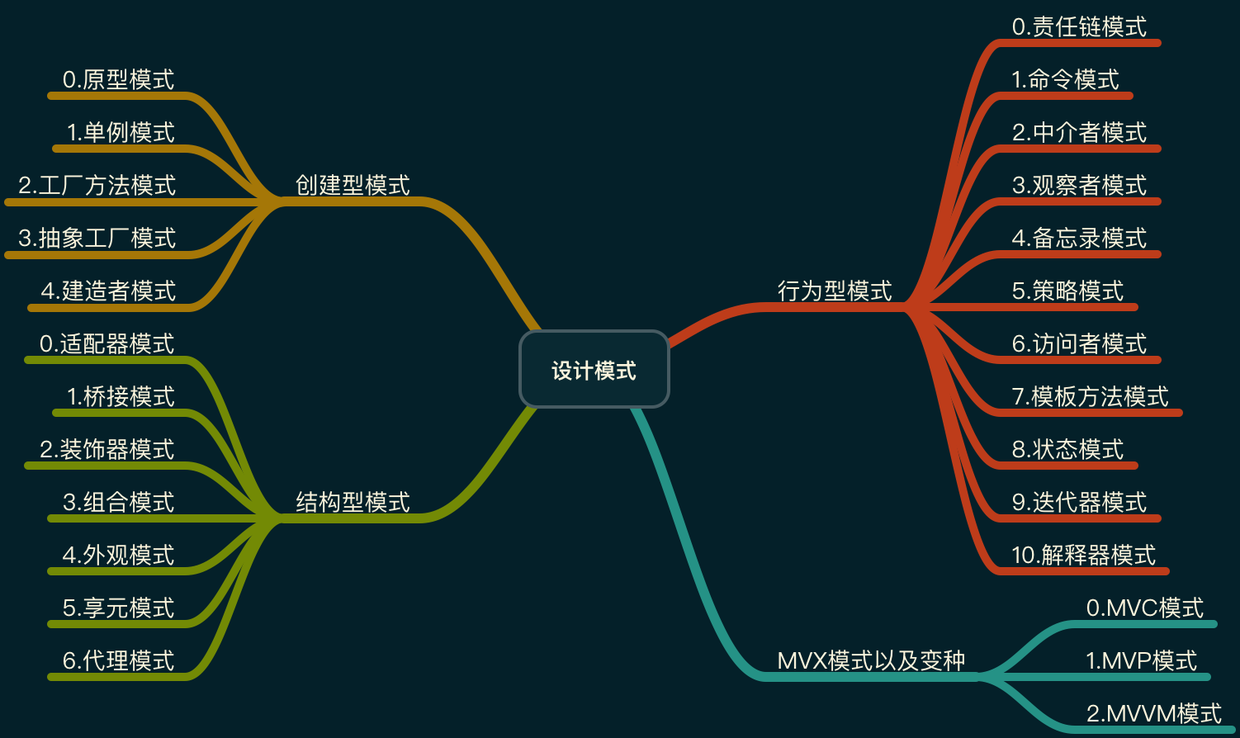 设计模式
创建型模式
0.原型模式
1.单例模式
2.工厂方法模式
3.抽象工厂模式
4.建造者模式
结构型模式
0.适配器模式
1.桥接模式
2.装饰器模式
3.组合模式
4.外观模式
5.享元模式
6.代理模式
行为型模式
0.责任链模式
1.命令模式
2.中介者模式
3.观察者模式
4.备忘录模式
5.策略模式
6.访问者模式
7.模板方法模式
8.状态模式
9.迭代器模式
10.解释器模式
MVX模式以及变种
0.MVC模式
1.MVP模式
2.MVVM模式